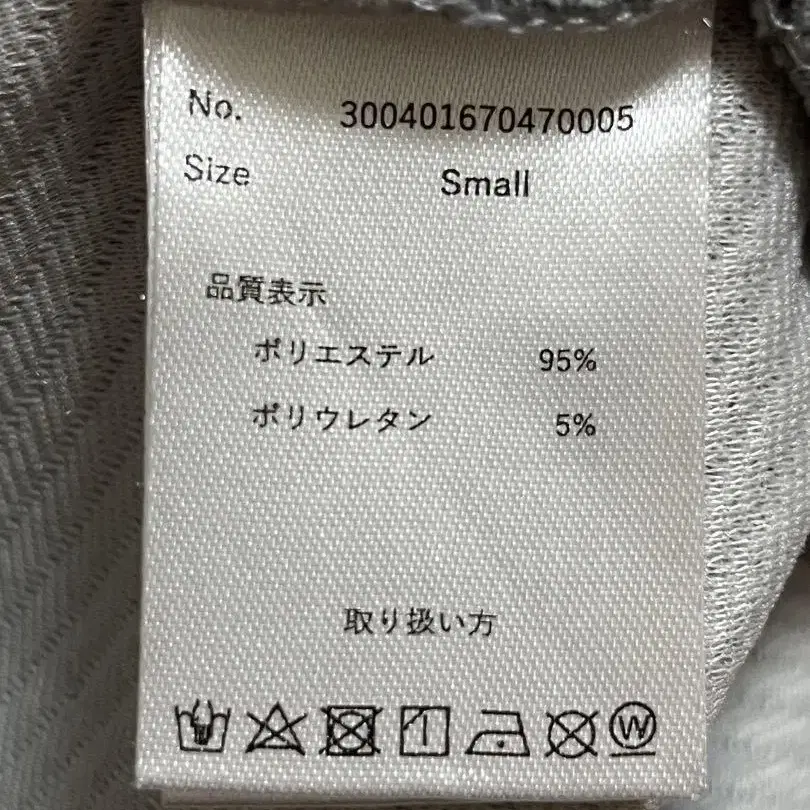 No. 300401670470005
Size Small
品質表示
ポリエステル 95%
ポリウレタン 5%
取り扱い方
W